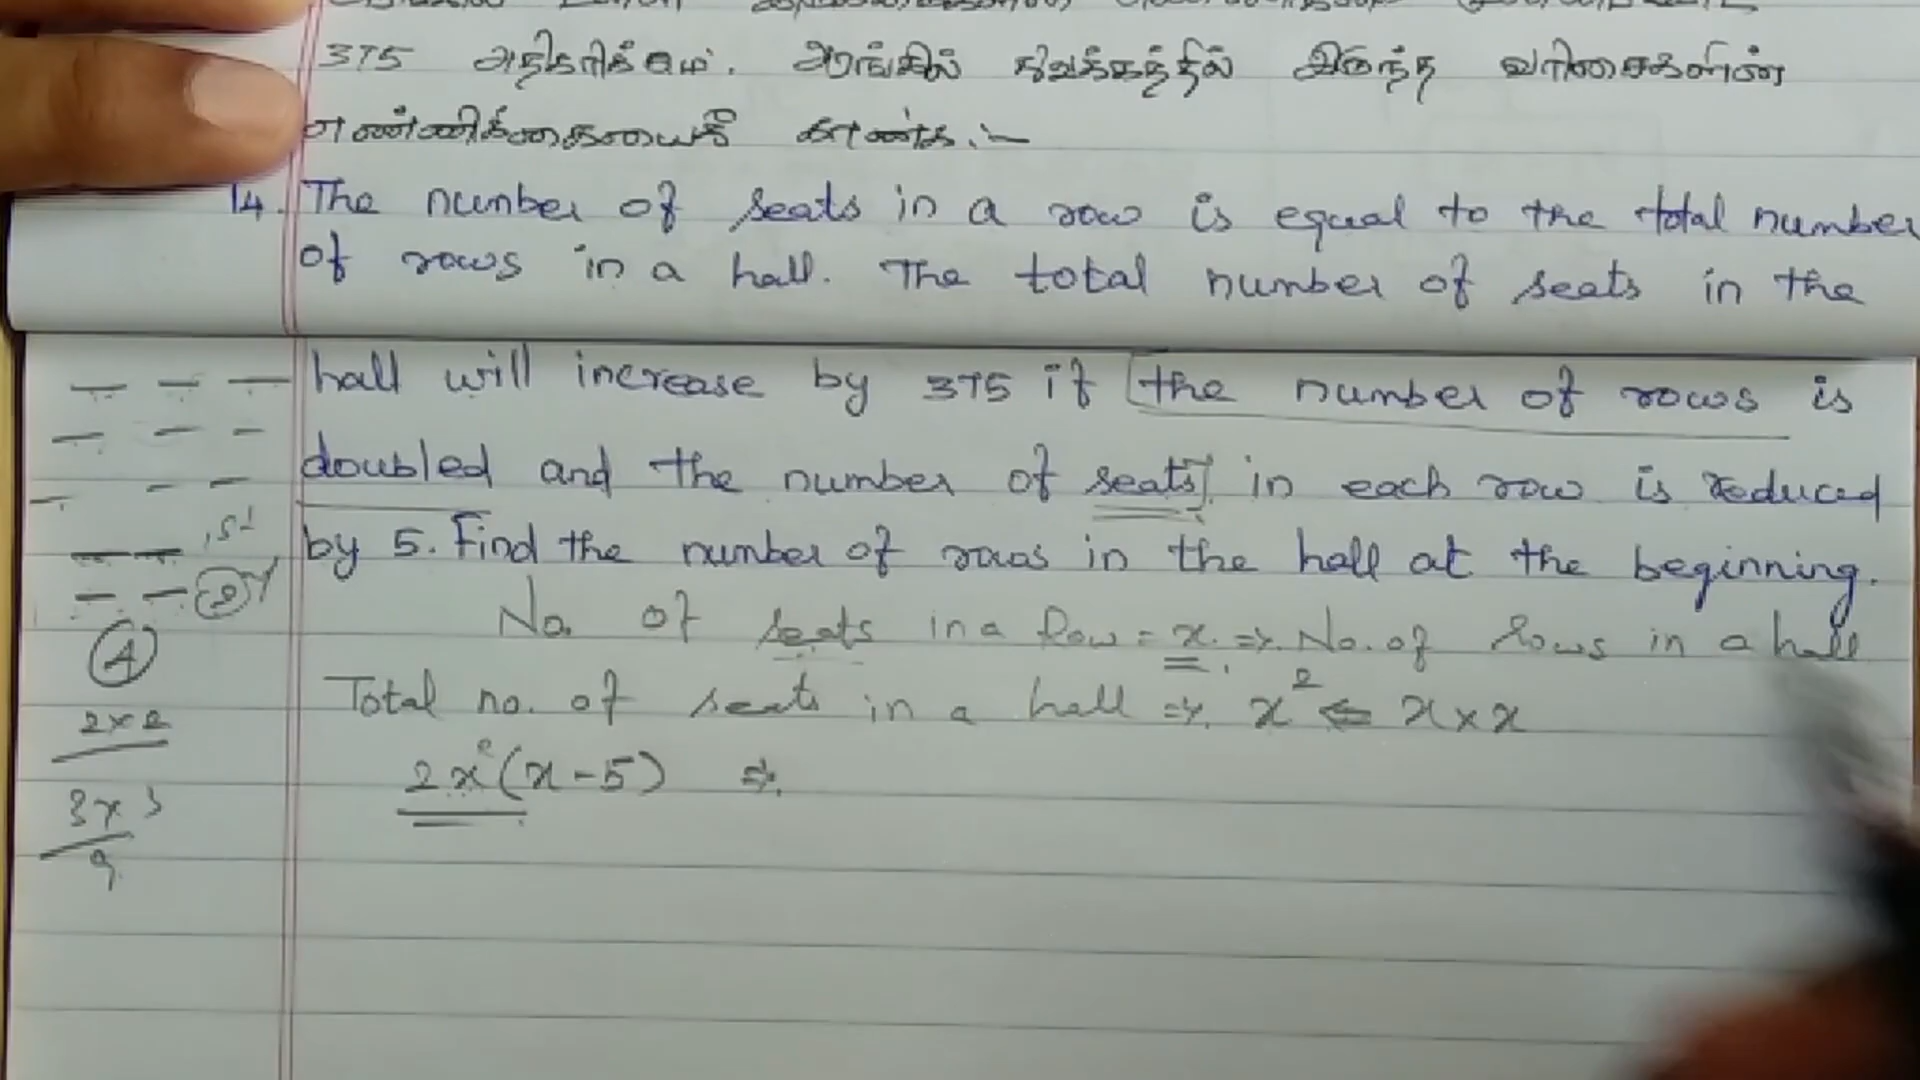 375 அதிகரிக்கும். அரங்கில் துவக்கத்தில் இருந்த வரிசைகளின்
எண்ணிக்கையைக் காண்க :-
14. The number of seats in a row is equal to the total number
of rows in a hall. The total number of seats in the
hall will increase by 375 if the number of rows is
doubled and the number of seats in each row is reduced
by 5. Find the number of rows in the hall at the beginning.
No. of seats in a Row = x. ⇒ No. of Rows in a hall
Total no. of seats in a hall ⇒ x² ⇐ x × x
2x²(x-5) ⇒
4
2×2
3×3
9